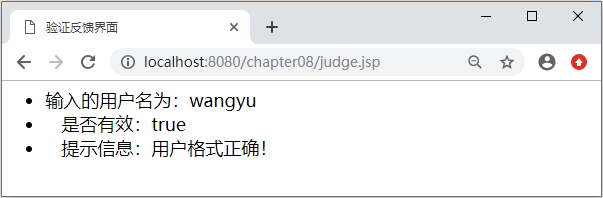 验证反馈界面
localhost:8080/chapter08/judge.jsp
输入的用户名为：wangyu
是否有效：true
提示信息：用户格式正确！